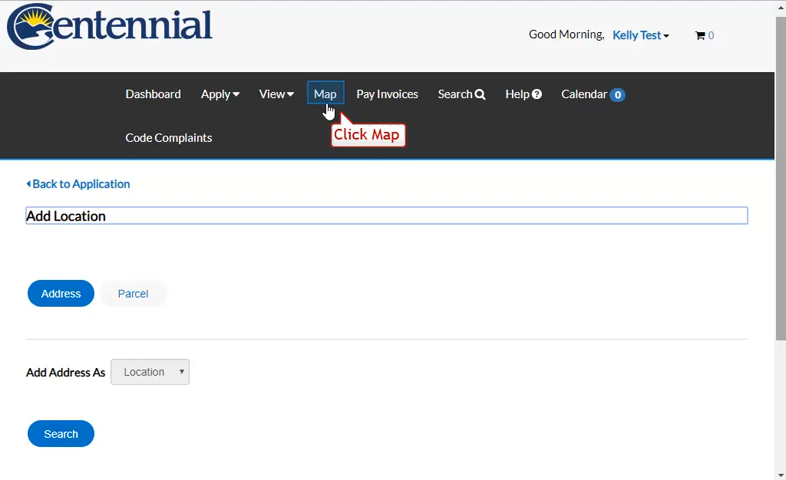 Centennial
Good Morning, Kelly Test 0
Dashboard Apply View Map Pay Invoices Search Help Calendar 0
Click Map
Code Complaints
Back to Application
Add Location
Address Parcel
Add Address As Location
Search